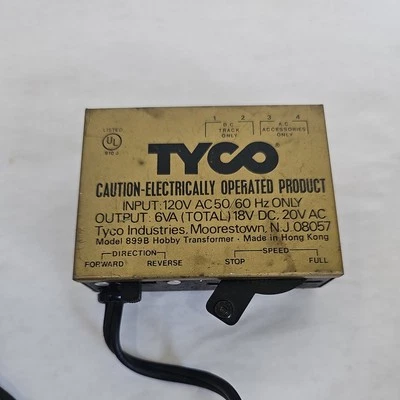 1 2 3 4
LISTED D.C. A.C.
UL TRACK ACCESSORIES
ONLY ONLY
TYCO
CAUTION-ELECTRICALLY OPERATED PRODUCT
INPUT: 120V AC 50/60 Hz ONLY
OUTPUT: 6VA (TOTAL) 18V DC. 20V AC
Tyco Industries, Moorestown, N.J. 08057
Model 899B Hobby Transformer - Made in Hong Kong
DIRECTION SPEED
FORWARD REVERSE STOP FULL